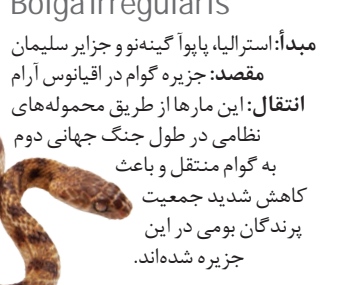 Boiga irregularis
مبدأ: استرالیا، پاپوآ گینه‌نو و جزایر سلیمان
مقصد: جزیره گوام در اقیانوس آرام
انتقال: این مارها از طریق محموله‌های
نظامی در طول جنگ جهانی دوم
به گوام منتقل و باعث
کاهش شدید جمعیت
پرندگان بومی در این
جزیره شده‌اند.